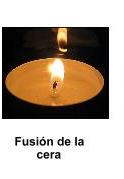 Fusión de la
cera